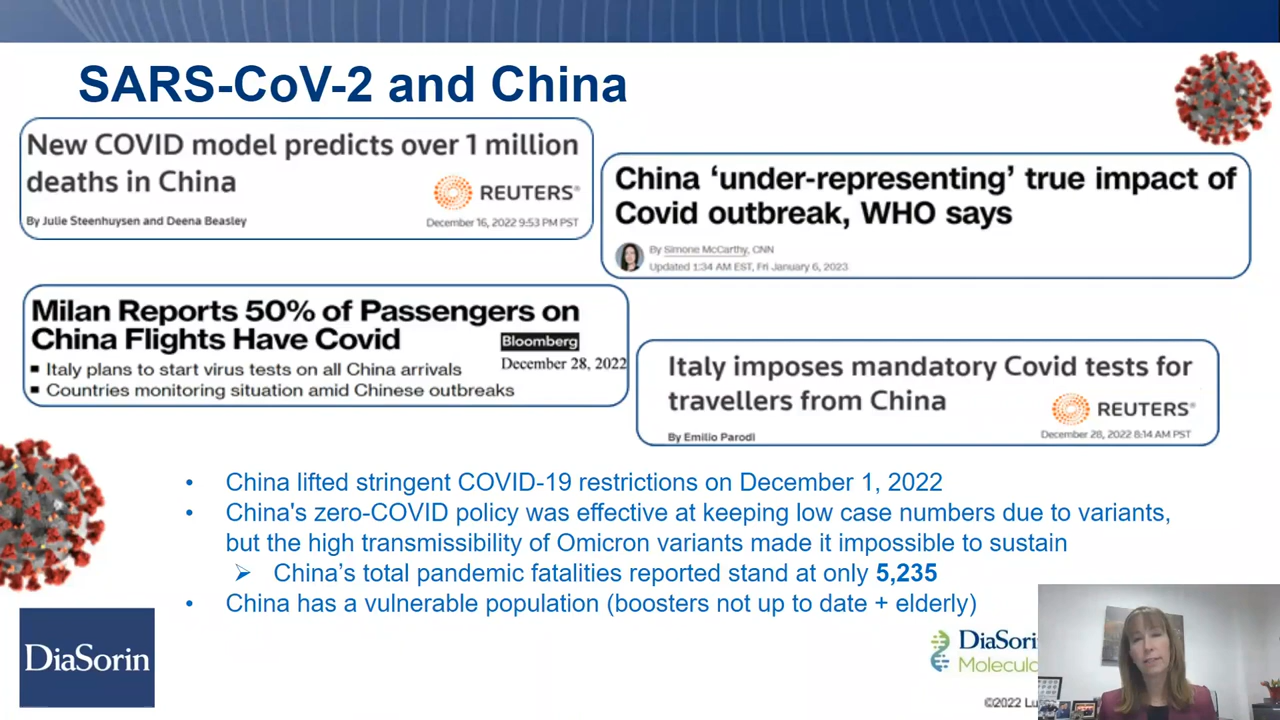 SARS-CoV-2 and China
New COVID model predicts over 1 million
deaths in China
REUTERS®
By Julie Steenhuysen and Deena Beasley
December 16, 2022 9:53 PM PST
China ‘under-representing’ true impact of
Covid outbreak, WHO says
By Simone McCarthy, CNN
Updated 1:34 AM EST, Fri January 6, 2023
Milan Reports 50% of Passengers on
China Flights Have Covid
Bloomberg
December 28, 2022
▪ Italy plans to start virus tests on all China arrivals
▪ Countries monitoring situation amid Chinese outbreaks
Italy imposes mandatory Covid tests for
travellers from China
REUTERS®
By Emilio Parodi
December 28, 2022 8:14 AM PST
• China lifted stringent COVID-19 restrictions on December 1, 2022
• China's zero-COVID policy was effective at keeping low case numbers due to variants,
but the high transmissibility of Omicron variants made it impossible to sustain
➢ China’s total pandemic fatalities reported stand at only 5,235
• China has a vulnerable population (boosters not up to date + elderly)
DiaSorin
DiaSorin
Molecul
©2022 Lu